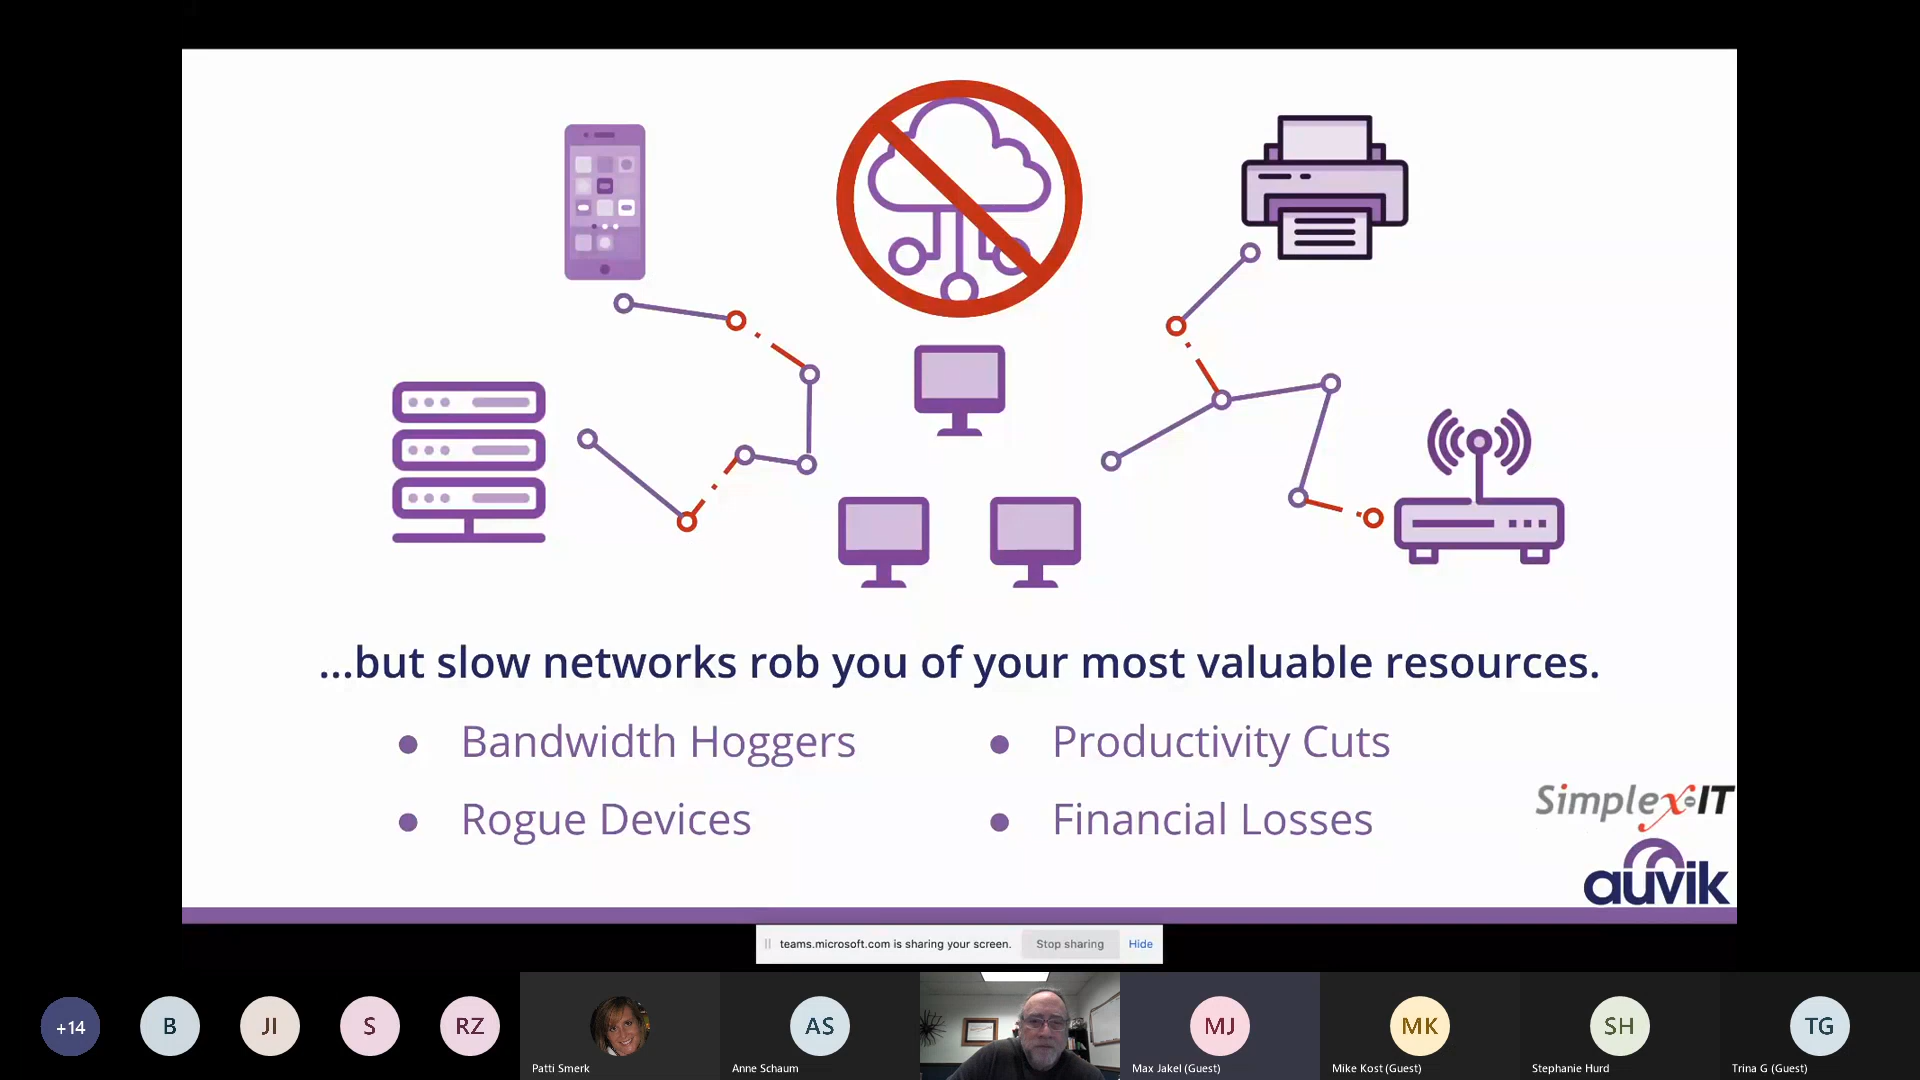 ...but slow networks rob you of your most valuable resources.
● Bandwidth Hoggers
● Productivity Cuts
● Rogue Devices
● Financial Losses
Simplex-IT
auvik
teams.microsoft.com is sharing your screen.
Stop sharing
Hide
+14
B
JI
S
RZ
Patti Smerk
AS
Anne Schaum
MJ
Max Jakel (Guest)
MK
Mike Kost (Guest)
SH
Stephanie Hurd
TG
Trina G (Guest)